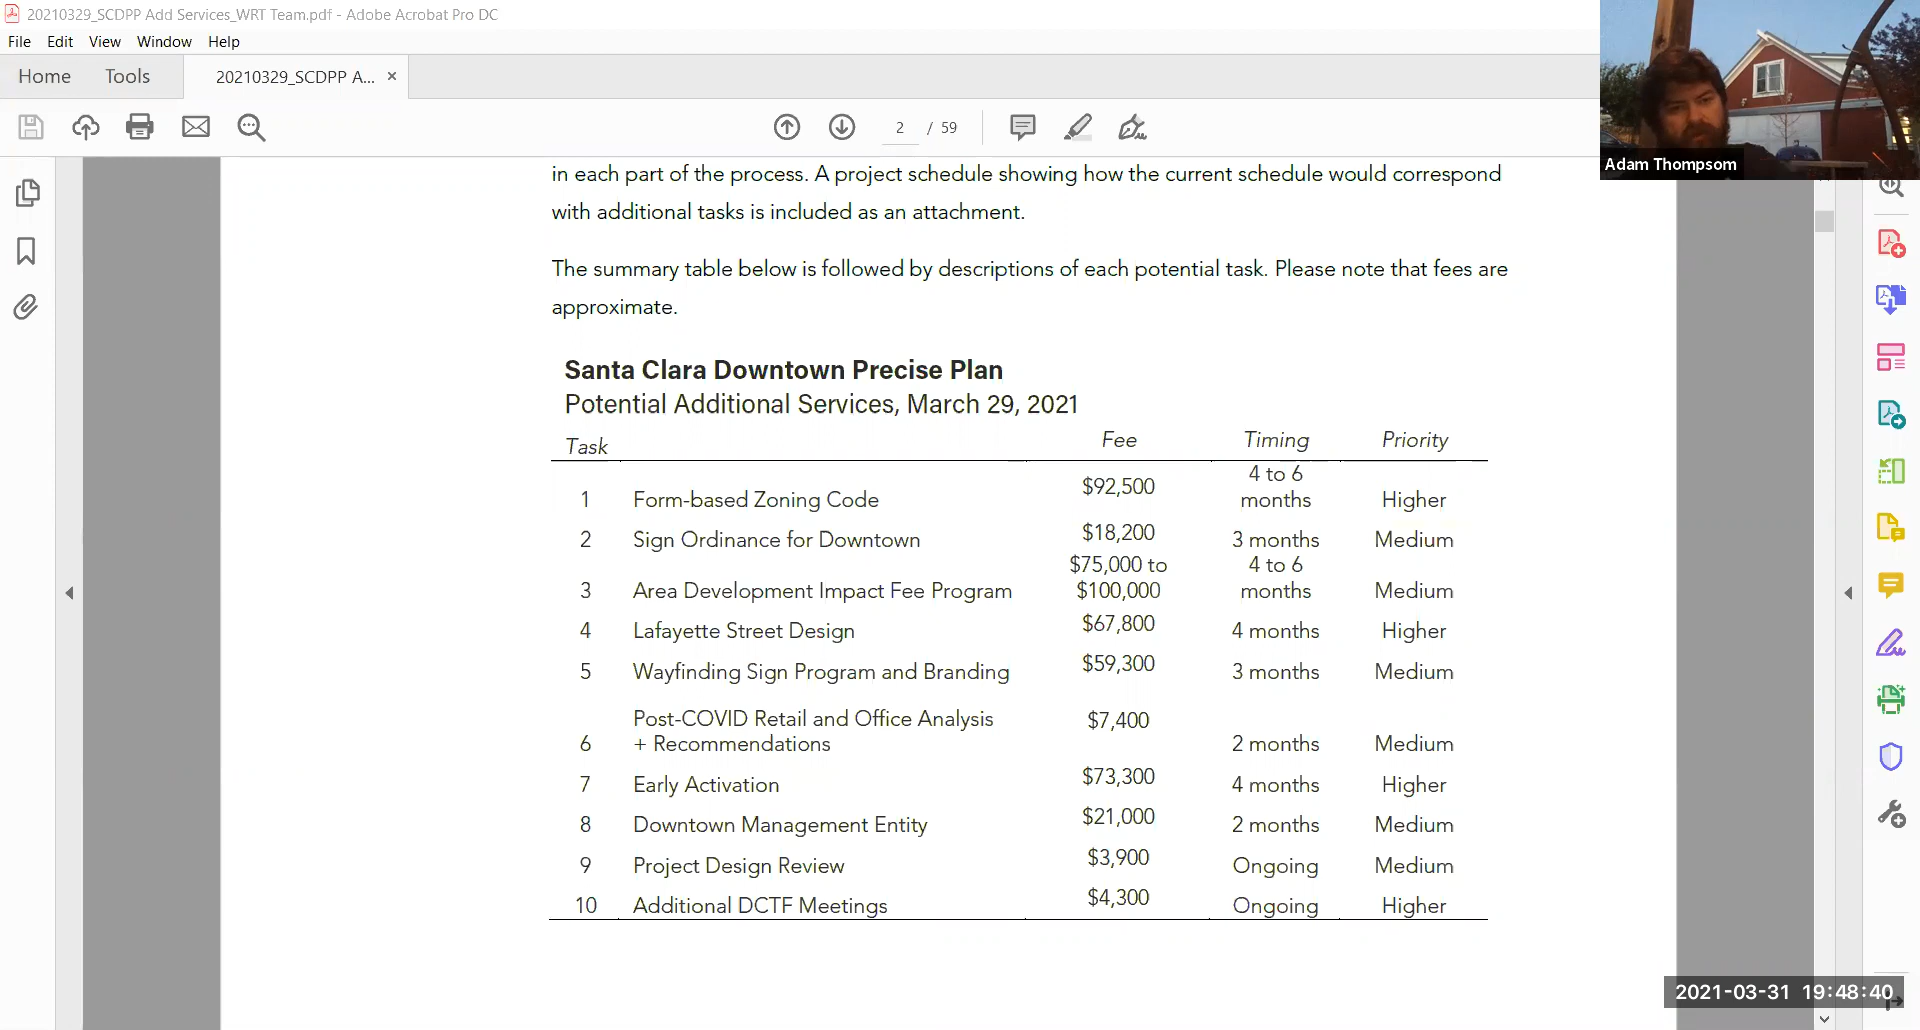 20210329_SCDPP Add Services_WRT Team.pdf - Adobe Acrobat Pro DC
File Edit View Window Help
Home Tools 20210329_SCDPP A... ×
2 / 59
Adam Thompsom
in each part of the process. A project schedule showing how the current schedule would correspond
with additional tasks is included as an attachment.
The summary table below is followed by descriptions of each potential task. Please note that fees are
approximate.
Santa Clara Downtown Precise Plan
Potential Additional Services, March 29, 2021
Task Fee Timing Priority
1 Form-based Zoning Code $92,500 4 to 6 months Higher
2 Sign Ordinance for Downtown $18,200 3 months Medium
3 Area Development Impact Fee Program $75,000 to $100,000 4 to 6 months Medium
4 Lafayette Street Design $67,800 4 months Higher
5 Wayfinding Sign Program and Branding $59,300 3 months Medium
6 Post-COVID Retail and Office Analysis + Recommendations $7,400 2 months Medium
7 Early Activation $73,300 4 months Higher
8 Downtown Management Entity $21,000 2 months Medium
9 Project Design Review $3,900 Ongoing Medium
10 Additional DCTF Meetings $4,300 Ongoing Higher
2021-03-31 19:48:40